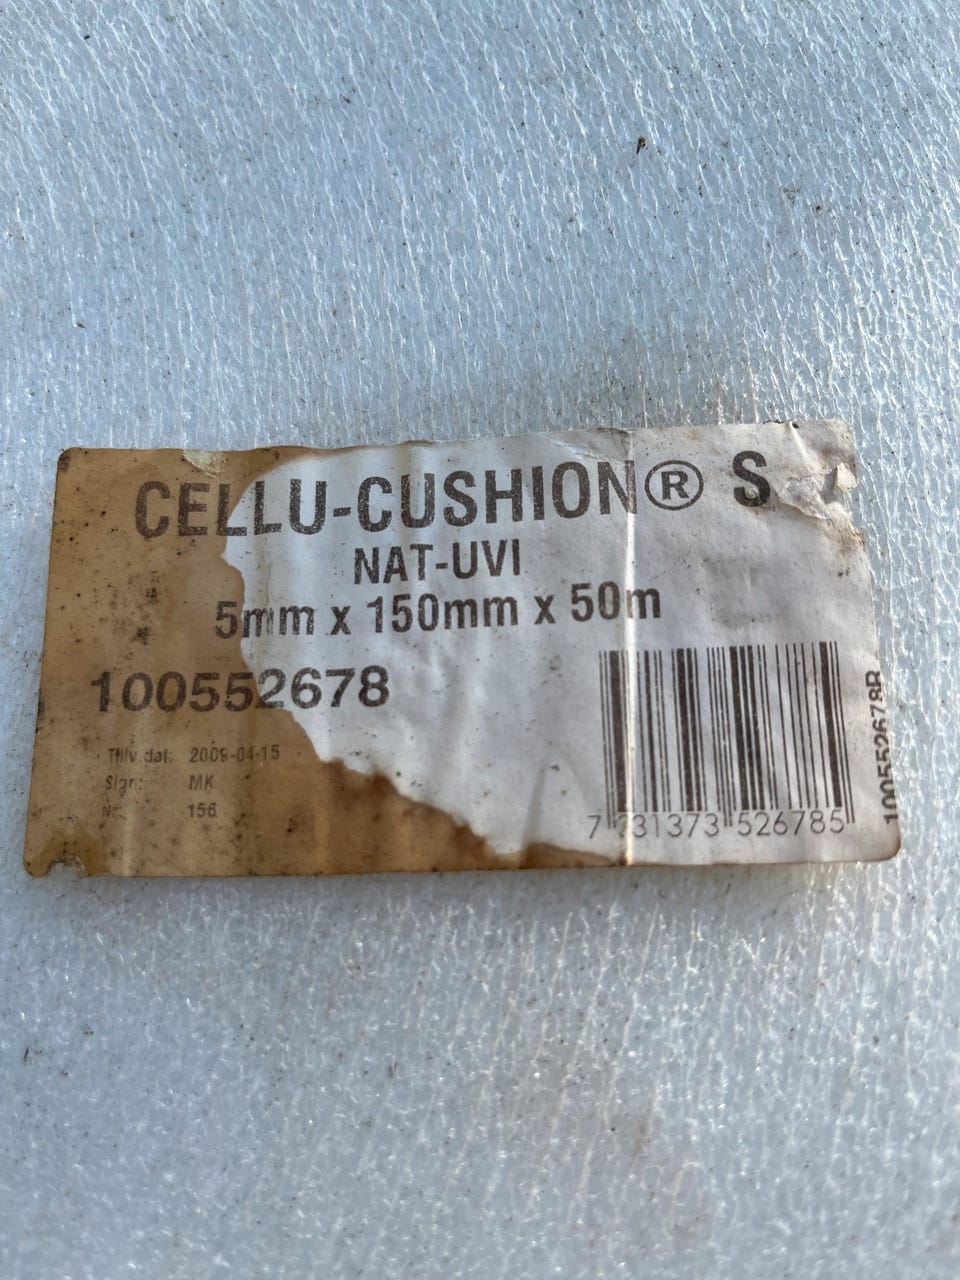 CELLU-CUSHION® S
NAT-UVI
5mm x 150mm x 50m
100552678
Tillv.dat: 2009-04-15
Sign: MK
Nr: 156
7 331373 526785
100552678R